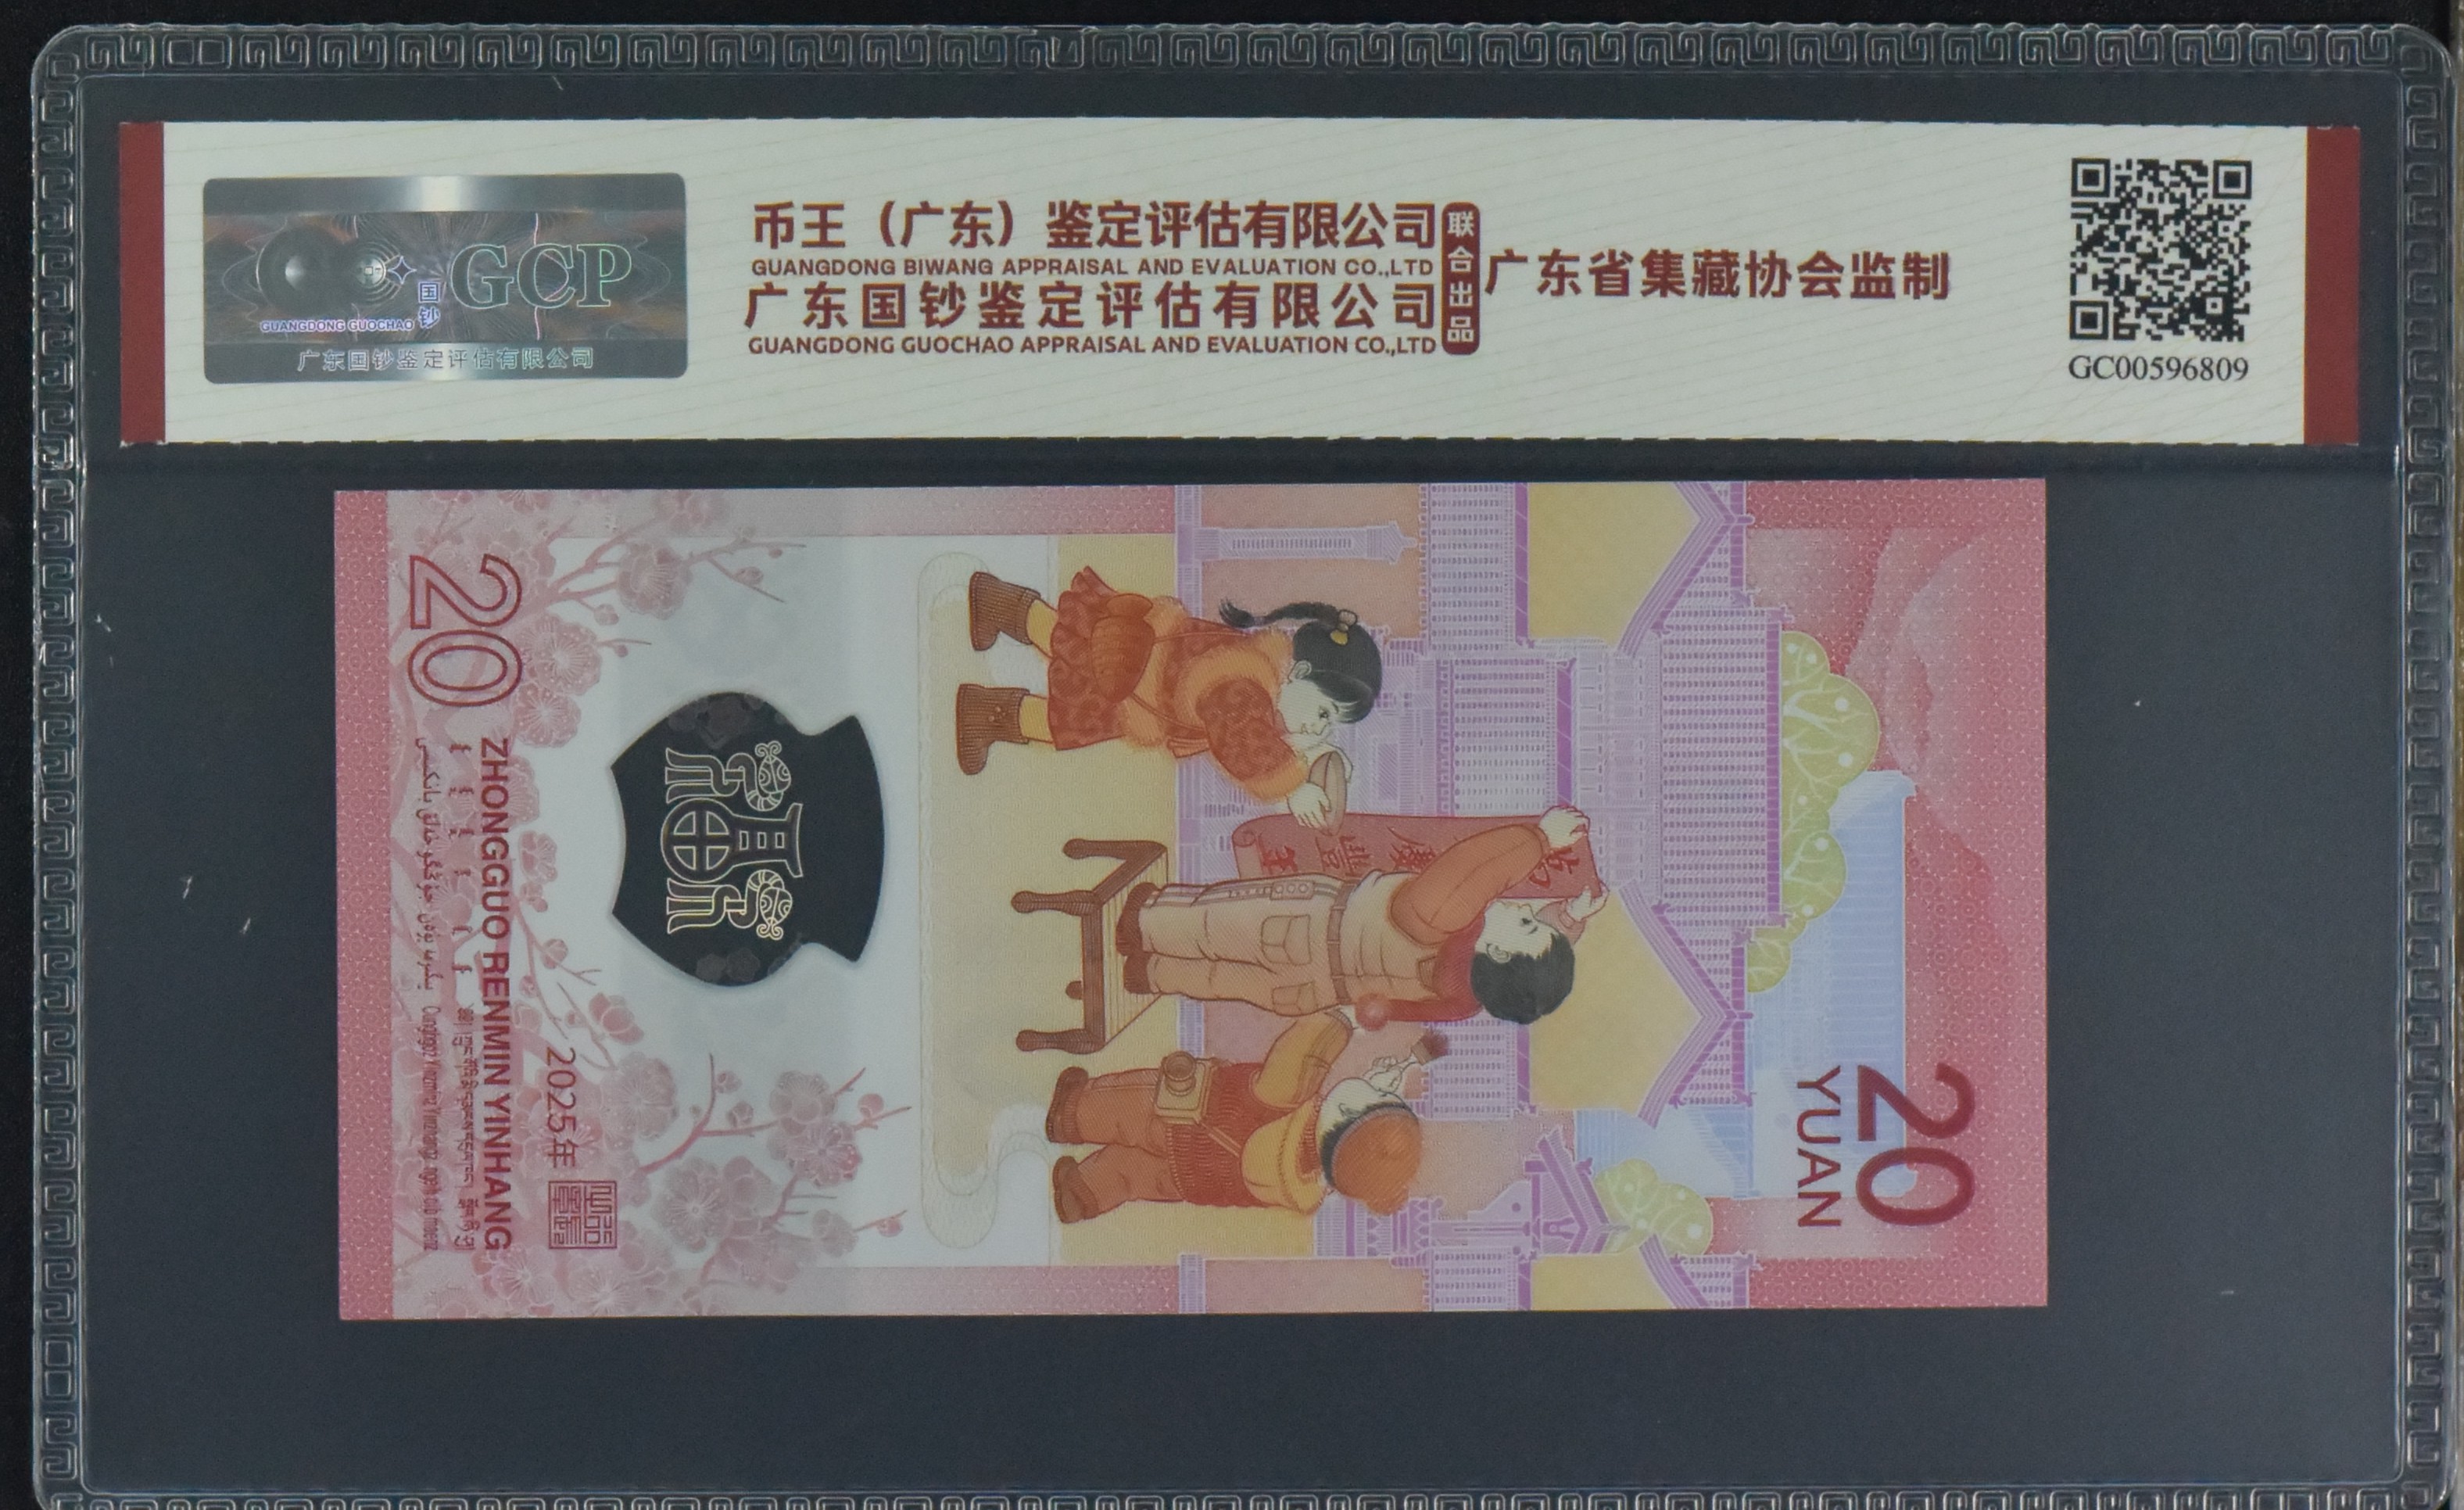 GCP
国钞
GUANGDONG GUOCHAO
广东国钞鉴定评估有限公司
币王（广东）鉴定评估有限公司
GUANGDONG BIWANG APPRAISAL AND EVALUATION CO.,LTD
广东国钞鉴定评估有限公司
GUANGDONG GUOCHAO APPRAISAL AND EVALUATION CO.,LTD
联合出品
广东省集藏协会监制
GC00596809
20
YUAN
2025年
ZHONGGUO RENMIN YINHANG
20